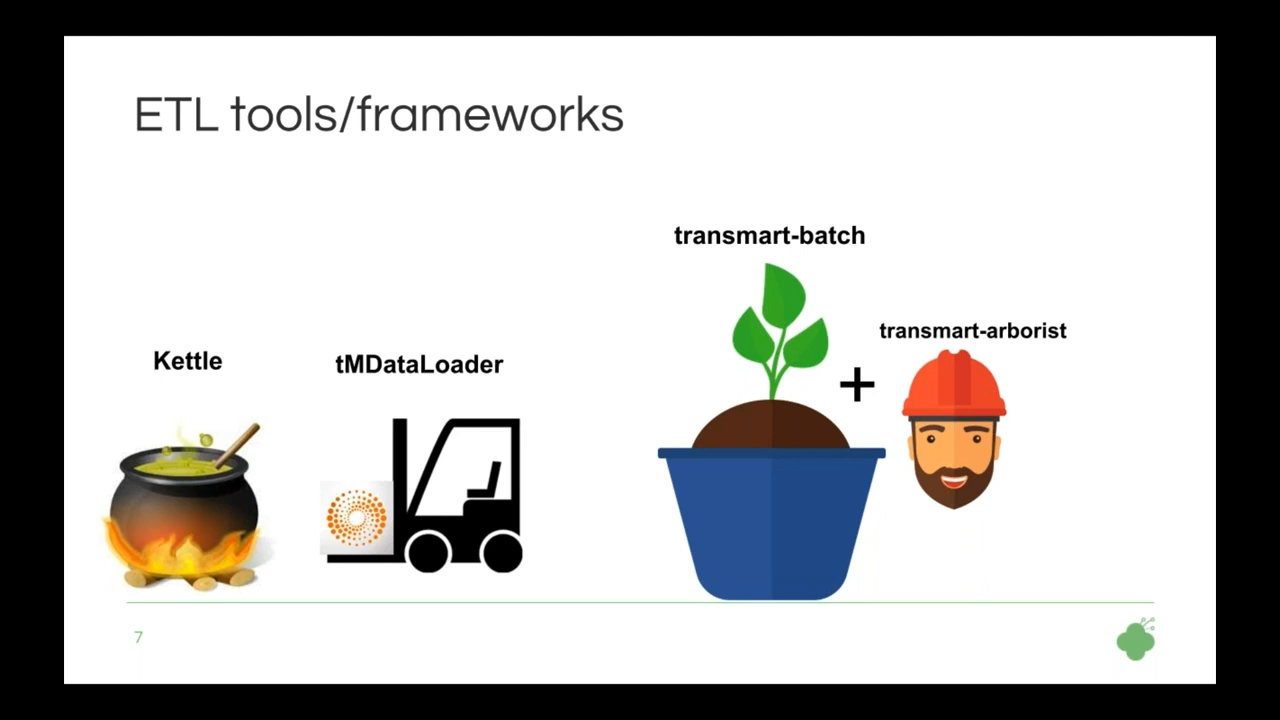 ETL tools/frameworks
transmart-batch
transmart-arborist
Kettle
tMDataLoader
+
7